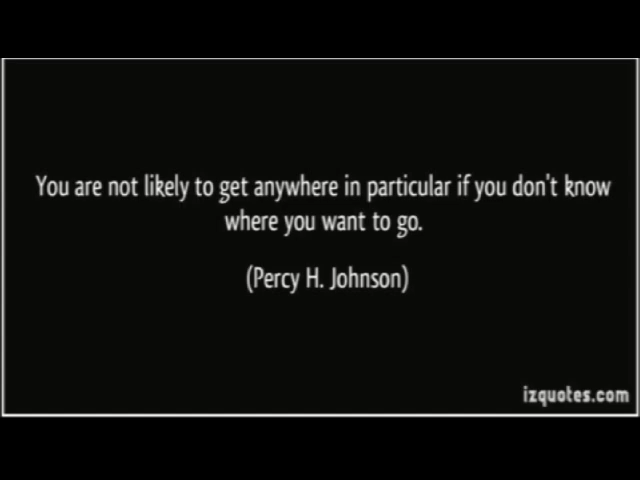 You are not likely to get anywhere in particular if you don't know
where you want to go.
(Percy H. Johnson)
izquotes.com